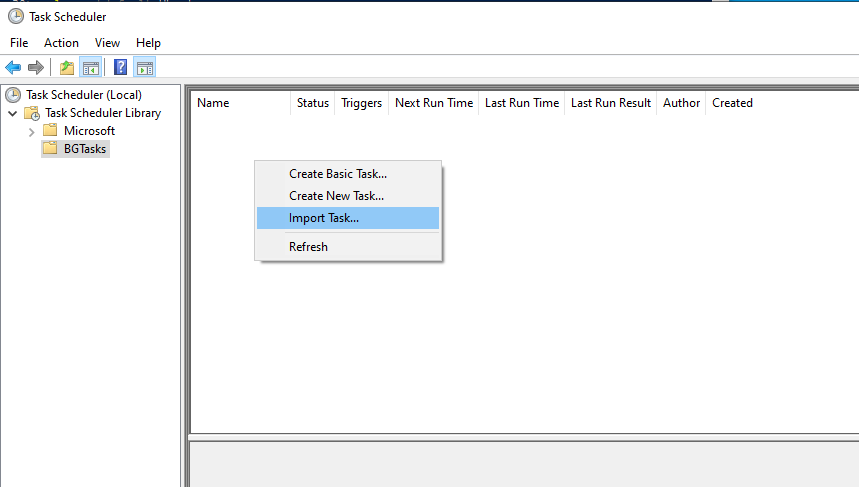 Task Scheduler
File Action View Help
Task Scheduler (Local)
Task Scheduler Library
Microsoft
BGTasks
Name Status Triggers Next Run Time Last Run Time Last Run Result Author Created
Create Basic Task...
Create New Task...
Import Task...
Refresh